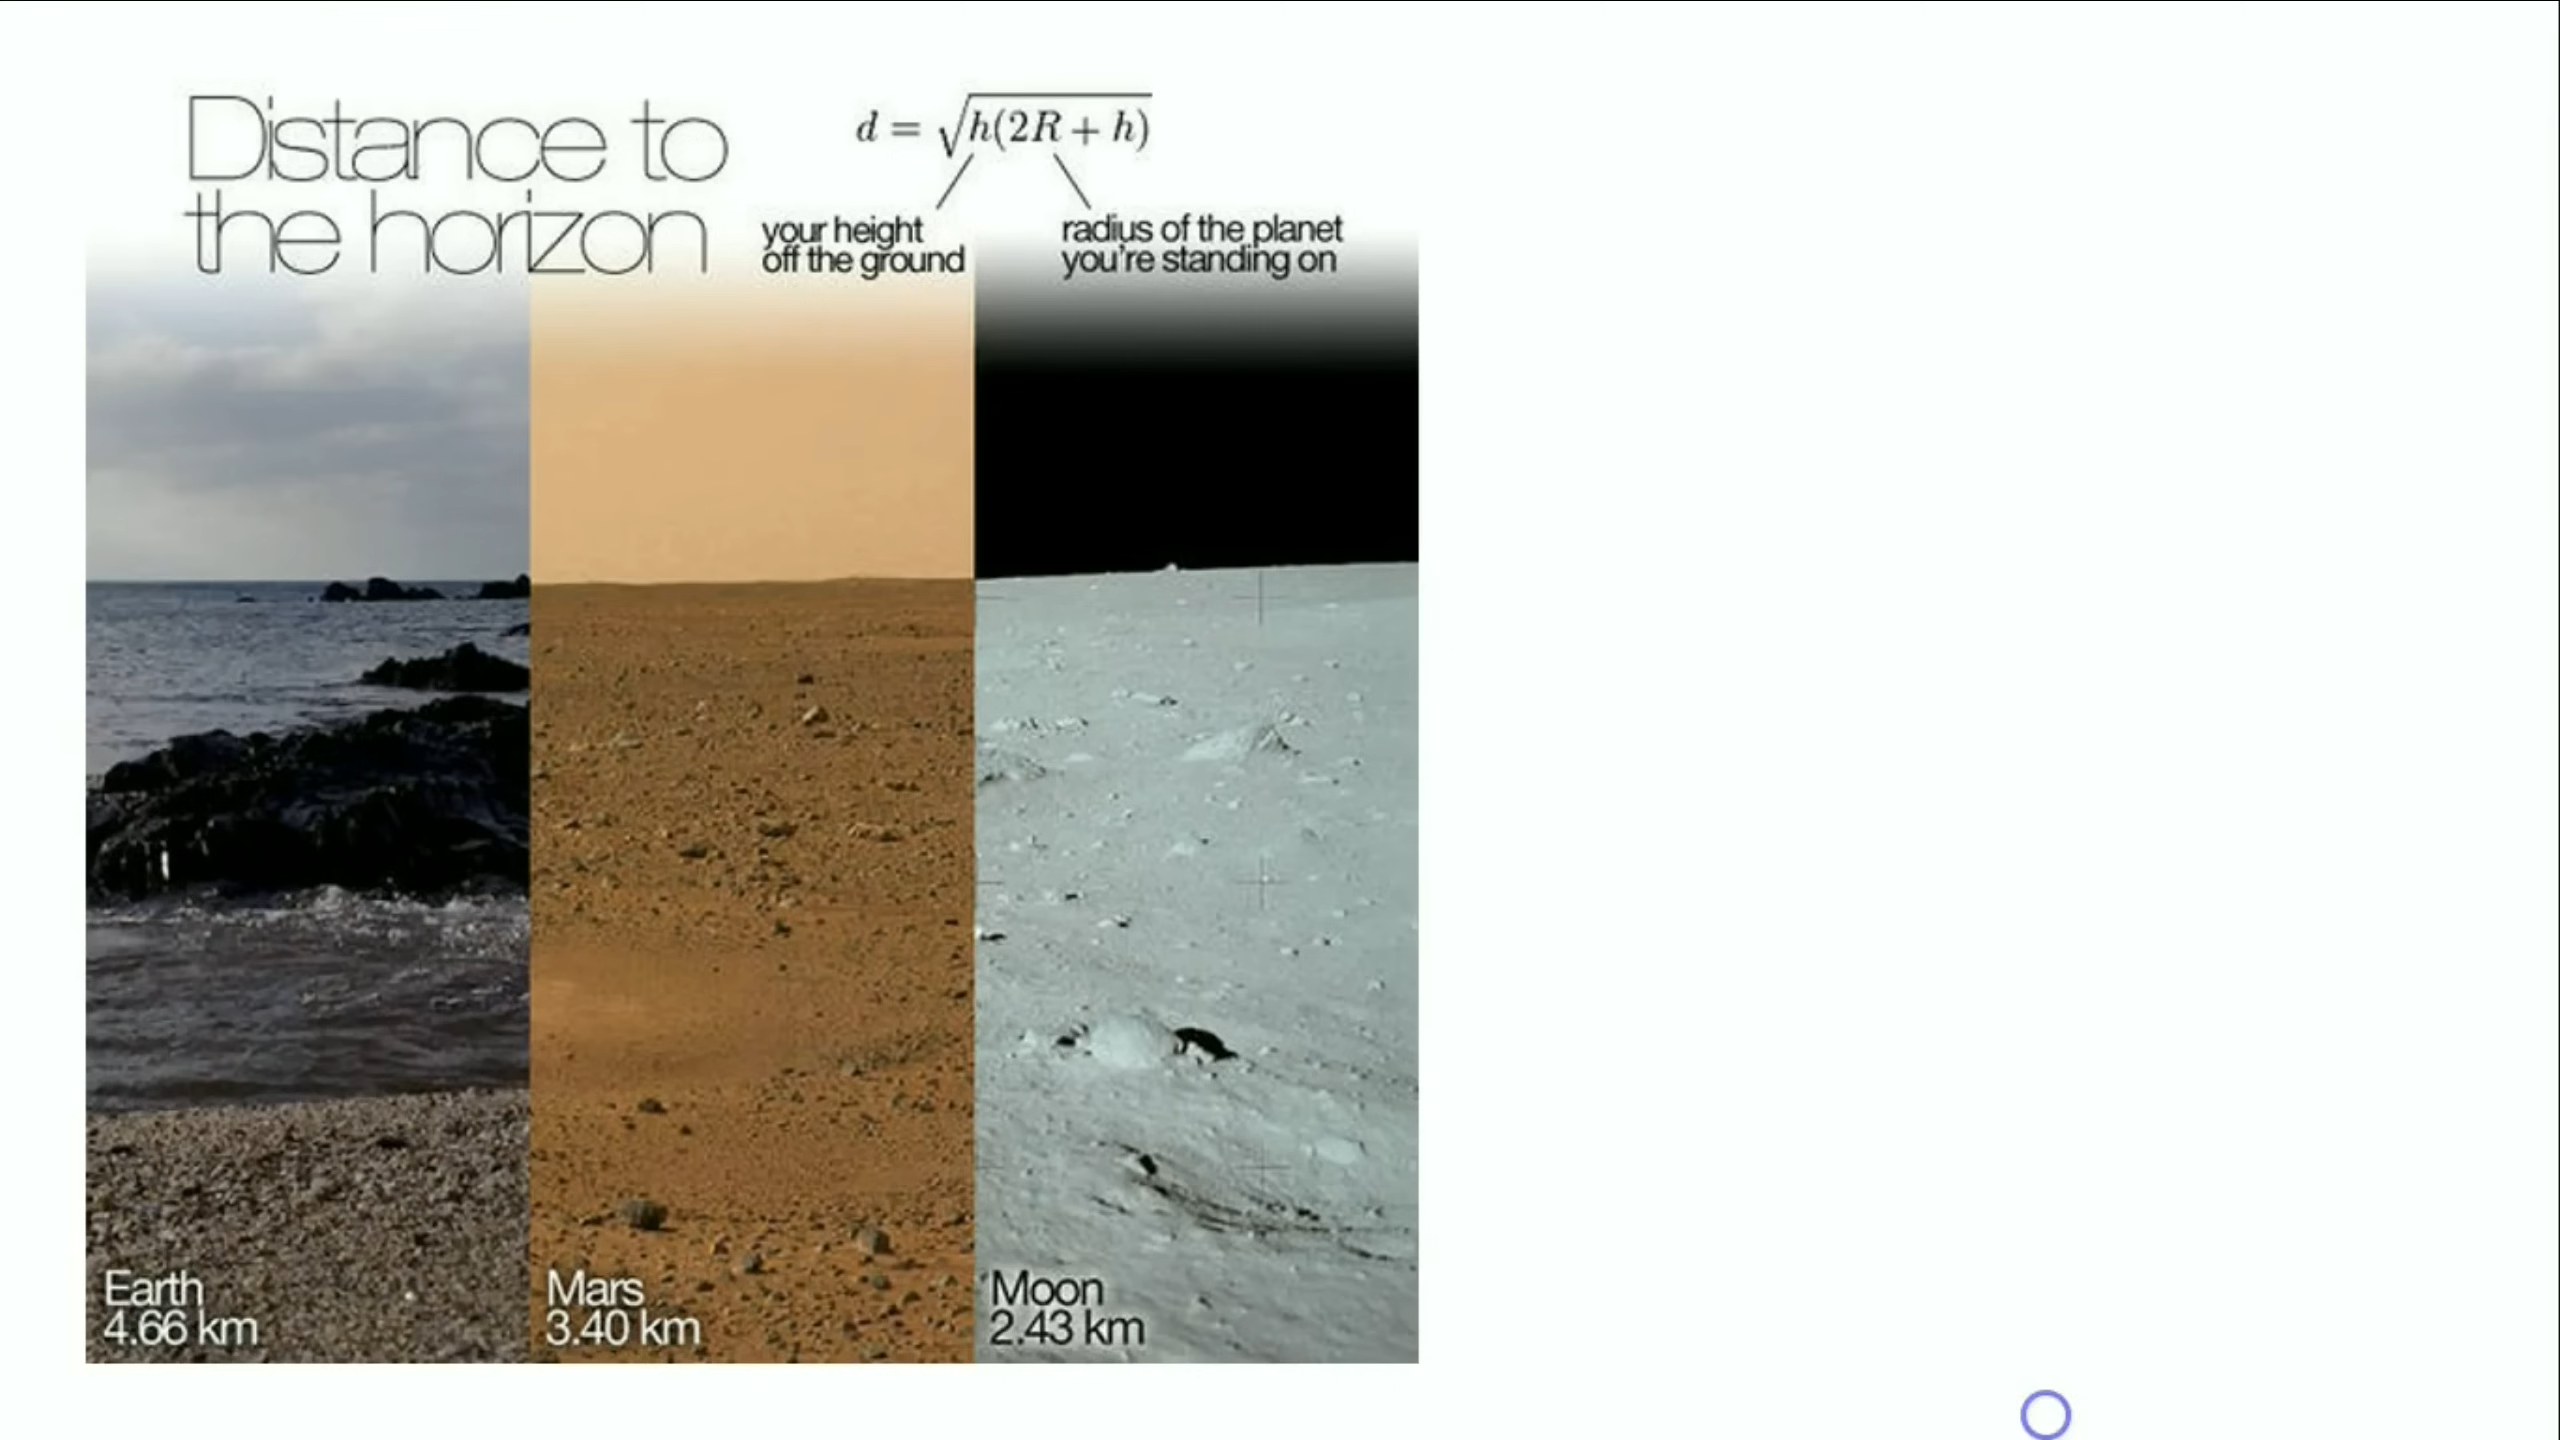 Distance to
the horizon
d = √h(2R + h)
your height
off the ground
radius of the planet
you're standing on
Earth
4.66 km
Mars
3.40 km
Moon
2.43 km